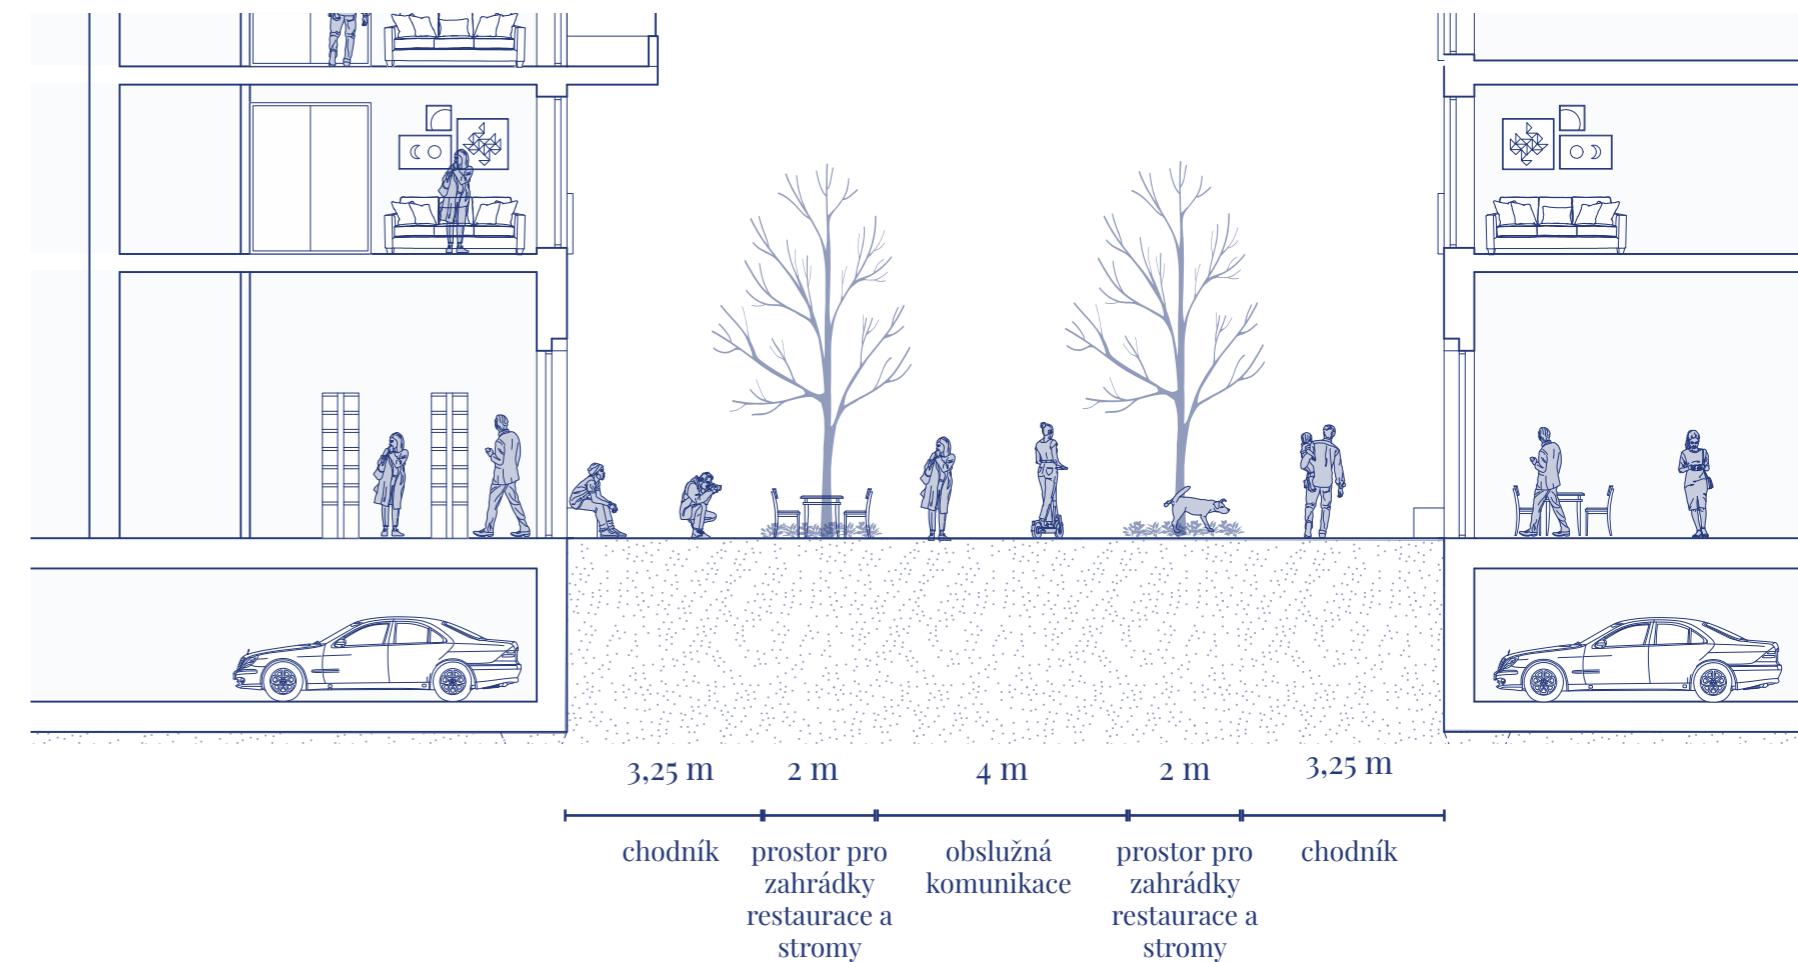 3,25 m
2 m
4 m
2 m
3,25 m
chodník
prostor pro
zahrádky
restaurace a
stromy
obslužná
komunikace
prostor pro
zahrádky
restaurace a
stromy
chodník